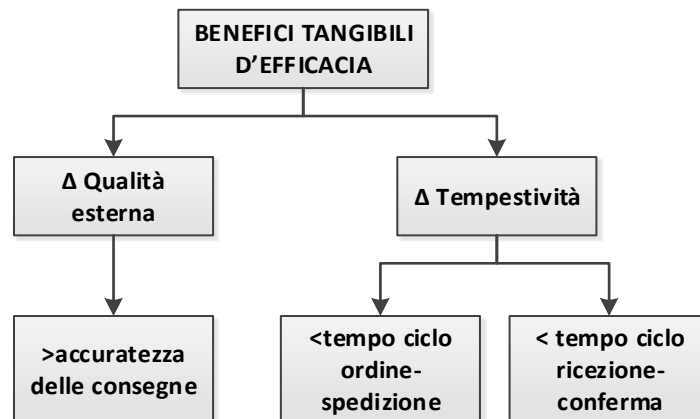 BENEFICI TANGIBILI
D'EFFICACIA
Δ Qualità
esterna
Δ Tempestività
>accuratezza
delle consegne
<tempo ciclo
ordine-
spedizione
< tempo ciclo
ricezione-
conferma